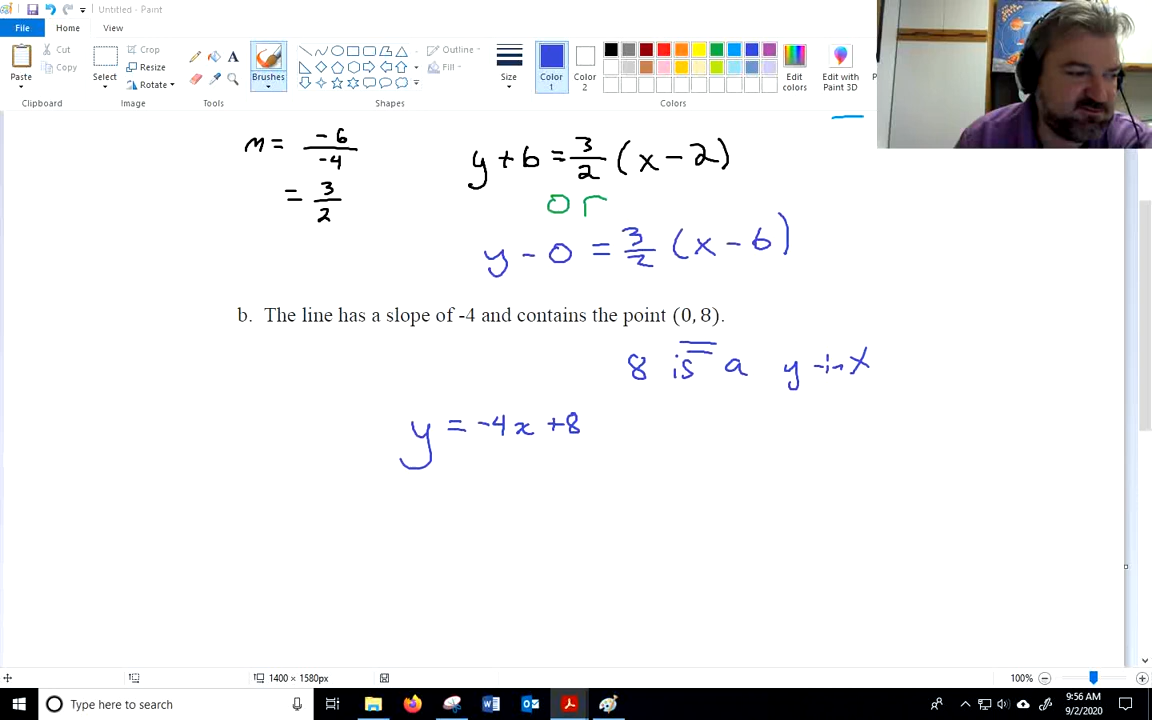 Untitled - Paint
File Home View
Paste
Cut
Copy
Clipboard
Select
Crop
Resize
Rotate
Image
Tools
Brushes
Shapes
Outline
Fill
Size
Color 1
Color 2
Colors
Edit colors
Edit with Paint 3D
m = -6/-4
= 3/2
y + 6 = 3/2 (x - 2)
or
y - 0 = 3/2 (x - 6)
b. The line has a slope of -4 and contains the point (0, 8).
8 is a y-in
y = -4x + 8
1400 × 1580px
100%
Type here to search
9:56 AM
9/2/2020